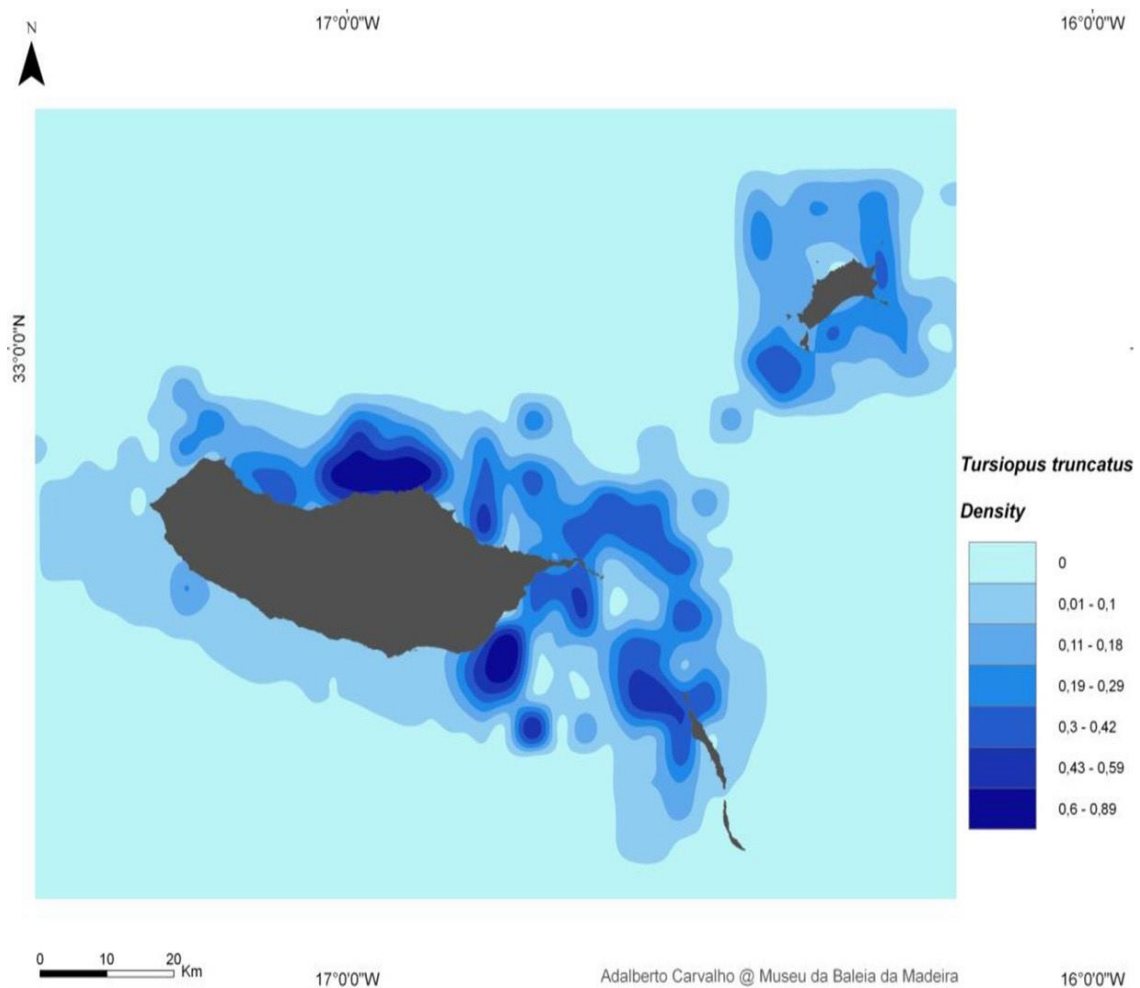 17°0'0"W
16°0'0"W
N
33°0'0"N
Tursiopus truncatus
Density
0
0,01 - 0,1
0,11 - 0,18
0,19 - 0,29
0,3 - 0,42
0,43 - 0,59
0,6 - 0,89
0 10 20
Km
17°0'0"W
Adalberto Carvalho @ Museu da Baleia da Madeira
16°0'0"W